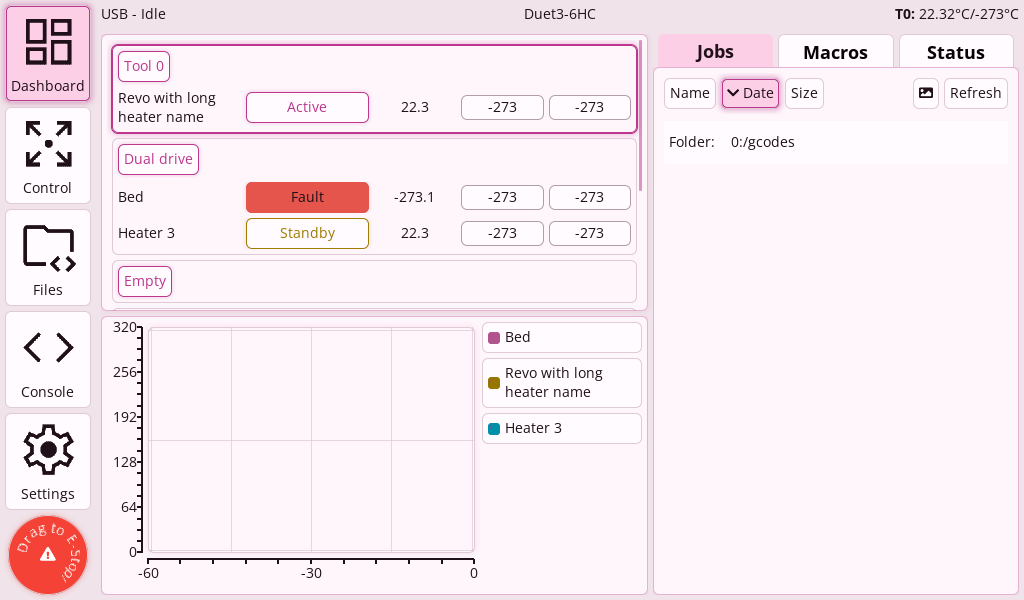 USB - Idle
Duet3-6HC
T0: 22.32°C/-273°C
Dashboard
Control
Files
Console
Settings
Drag to E-Stop!
Tool 0
Revo with long
heater name
Active
22.3
-273
-273
Dual drive
Bed
Fault
-273.1
-273
-273
Heater 3
Standby
22.3
-273
-273
Empty
320
256
192
128
64
0
-60
-30
0
Bed
Revo with long
heater name
Heater 3
Jobs
Macros
Status
Name
Date
Size
Refresh
Folder: 0:/gcodes